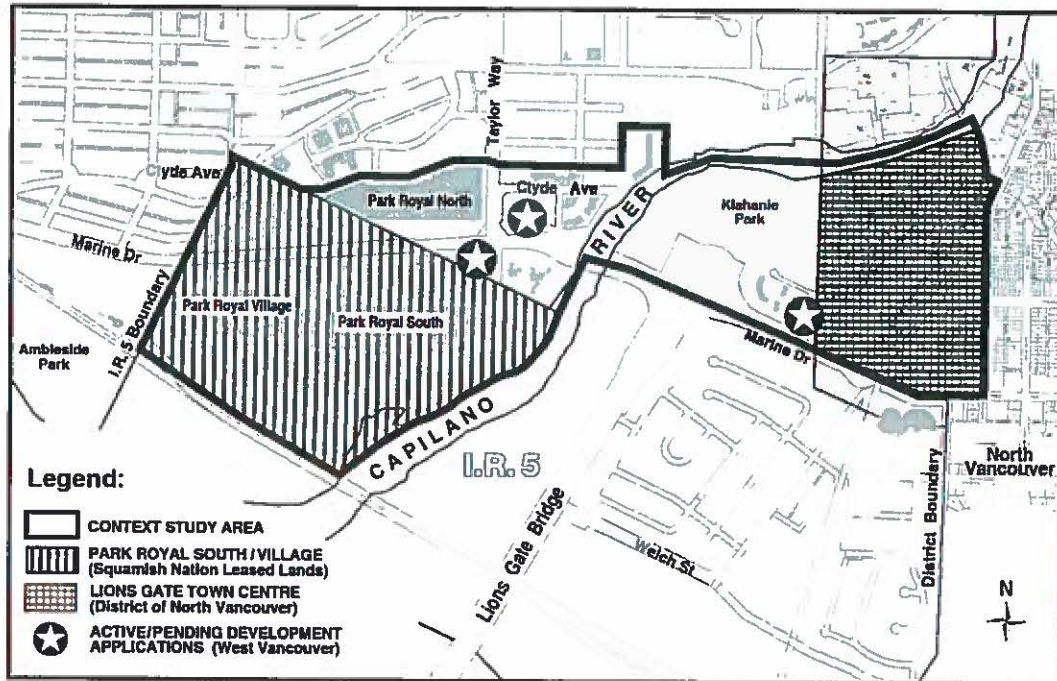 Taylor Way
Clyde Ave
Park Royal North
Clyde Ave
Klahanie
Park
RIVER
Marine Dr
Park Royal Village
Park Royal South
I.R. 5 Boundary
Ambleside
Park
Marine Dr
CAPILANO
I.R. 5
North
Vancouver
Lions Gate Bridge
Welch St
District Boundary
N
Legend:
CONTEXT STUDY AREA
PARK ROYAL SOUTH / VILLAGE
(Squamish Nation Leased Lands)
LIONS GATE TOWN CENTRE
(District of North Vancouver)
ACTIVE/PENDING DEVELOPMENT
APPLICATIONS (West Vancouver)